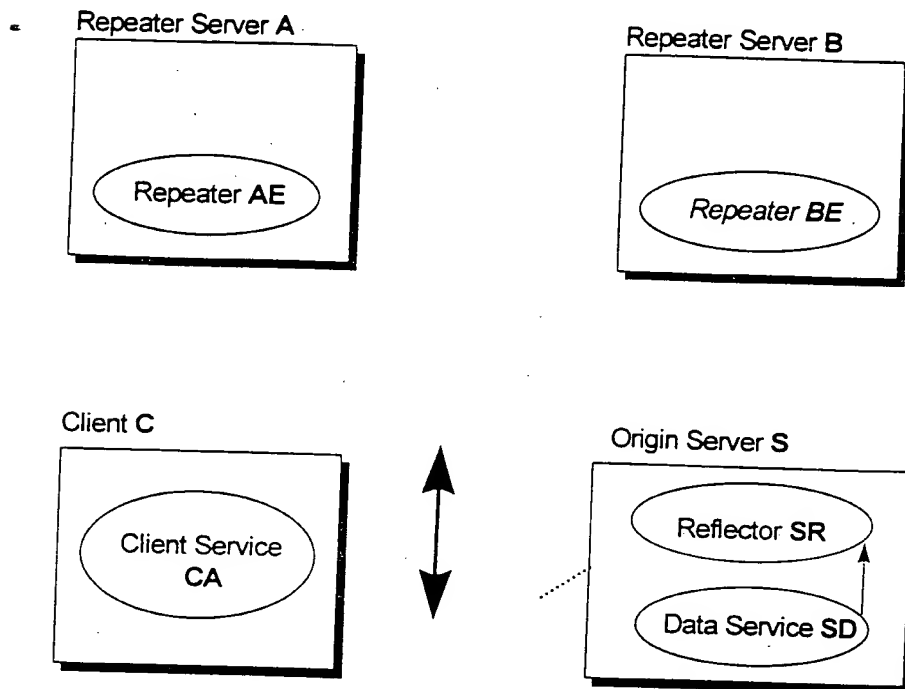 Repeater Server A
Repeater Server B
Repeater AE
Repeater BE
Client C
Origin Server S
Client Service
CA
Reflector SR
Data Service SD